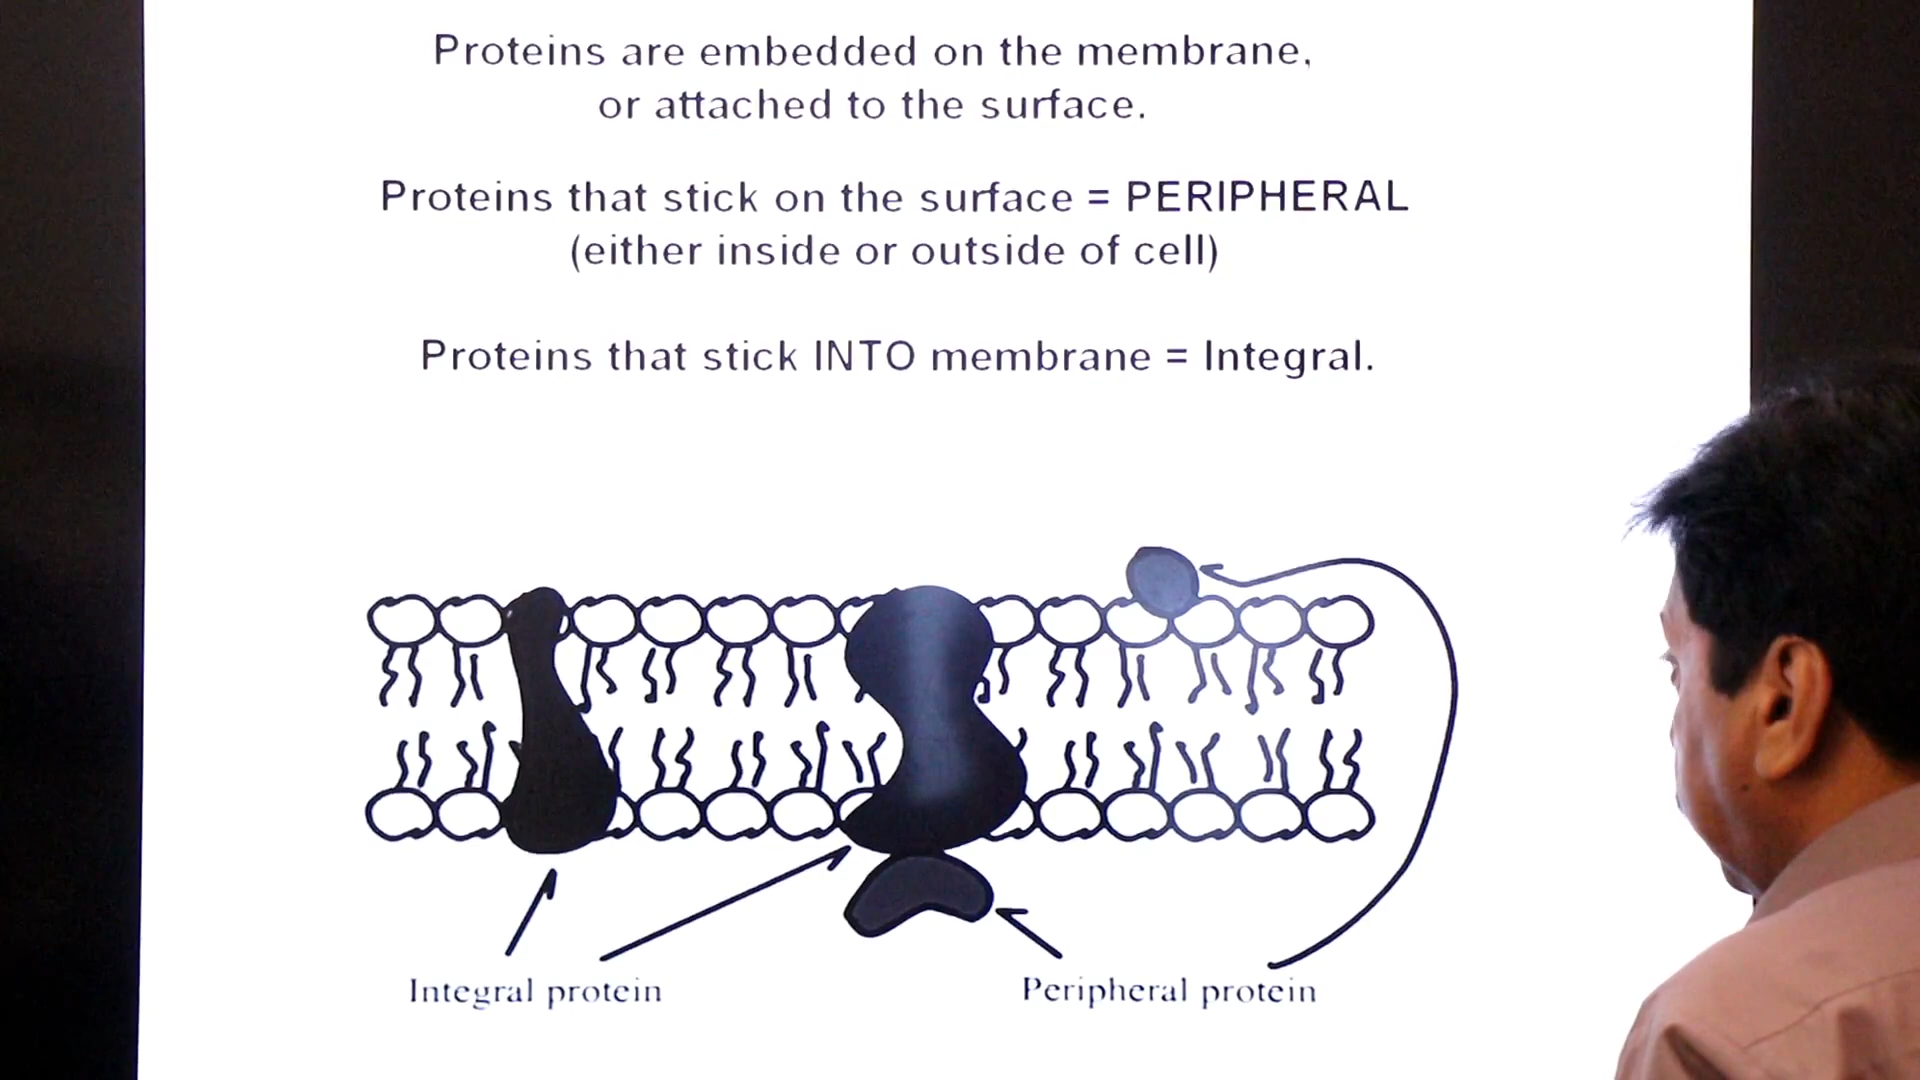 Proteins are embedded on the membrane,
or attached to the surface.
Proteins that stick on the surface = PERIPHERAL
(either inside or outside of cell)
Proteins that stick INTO membrane = Integral.
Integral protein
Peripheral protein